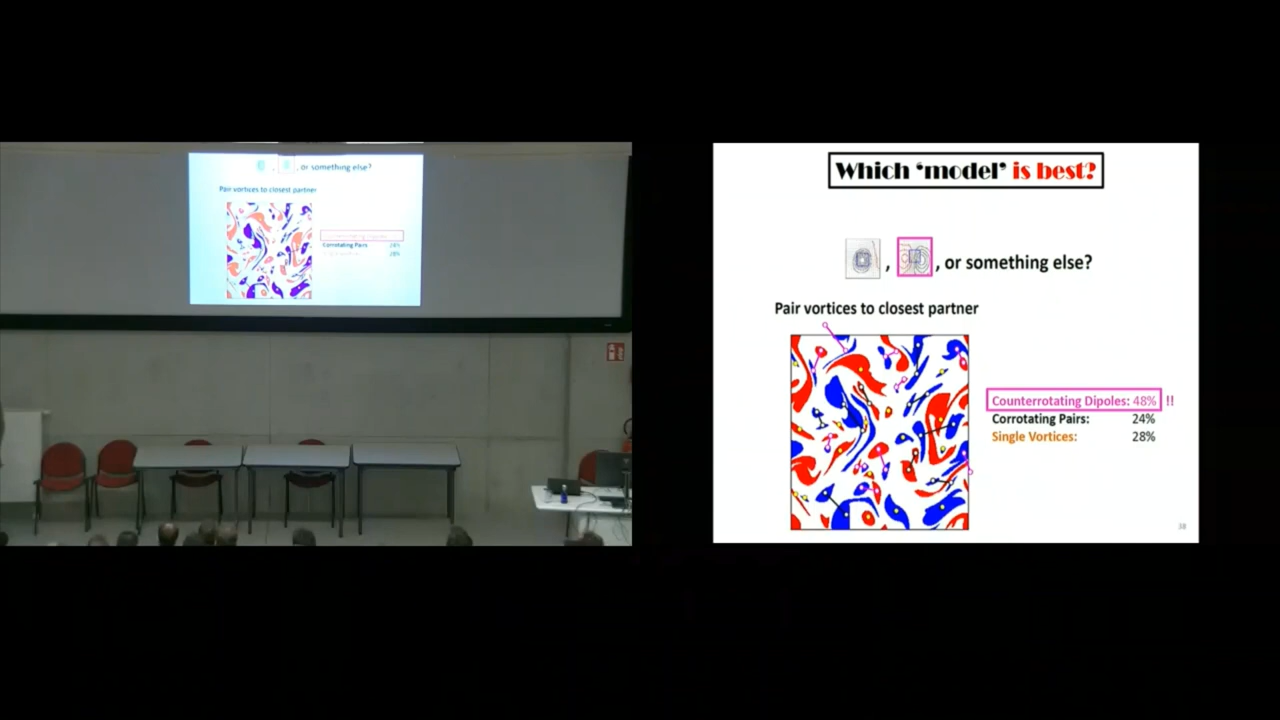 , or something else?
Pair vortices to closest partner
Corrotating Pairs 24%
28%
Which 'model' is best?
, , or something else?
Pair vortices to closest partner
Counterrotating Dipoles: 48% !!
Corrotating Pairs: 24%
Single Vortices: 28%
38